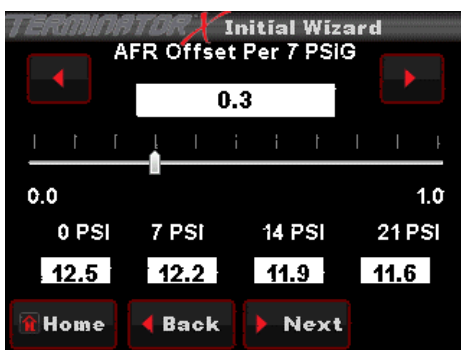 TERMINATOR X Initial Wizard
AFR Offset Per 7 PSIG
0.3
0.0 1.0
0 PSI 7 PSI 14 PSI 21 PSI
12.5 12.2 11.9 11.6
Home Back Next